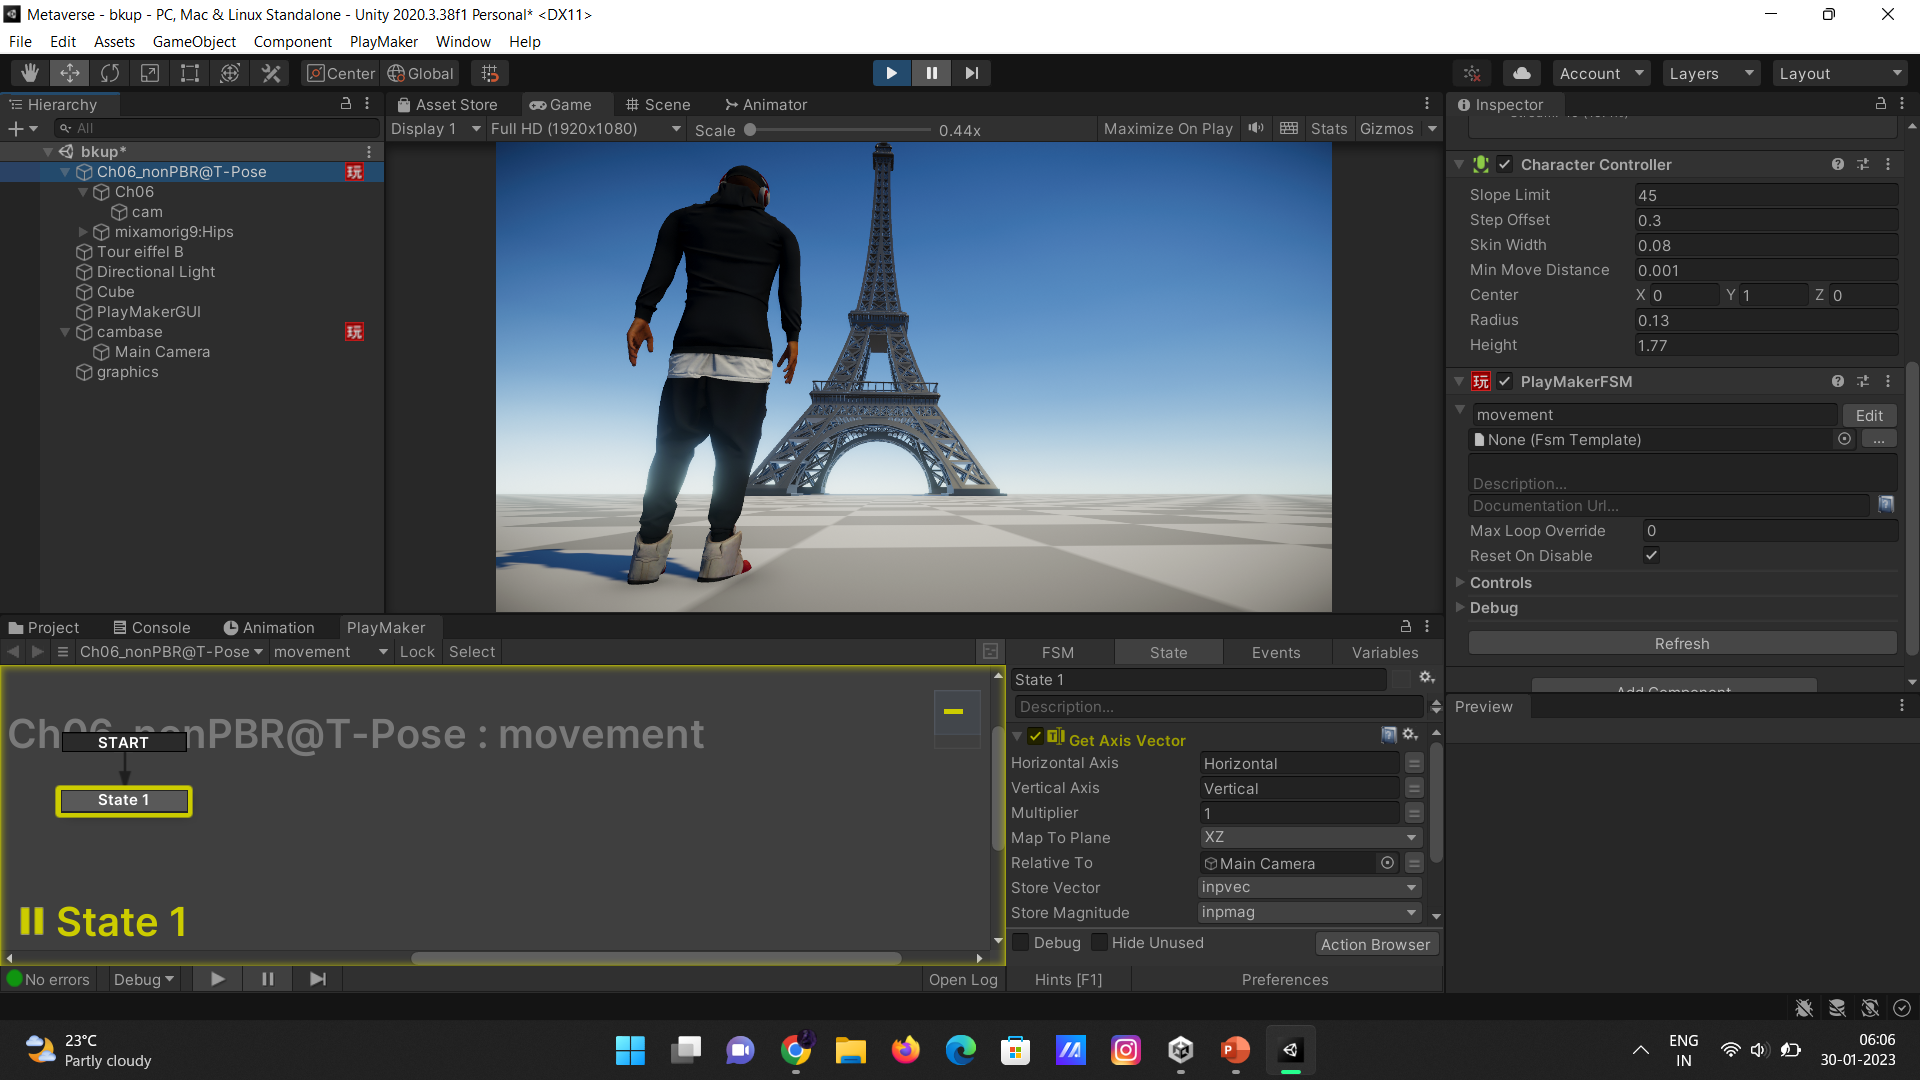 Metaverse - bkup - PC, Mac & Linux Standalone - Unity 2020.3.38f1 Personal* <DX11>
File Edit Assets GameObject Component PlayMaker Window Help
Center Global Account Layers Layout
Hierarchy Asset Store Game Scene Animator Inspector
All Display 1 Full HD (1920x1080) Scale 0.44x Maximize On Play Stats Gizmos
bkup*
Ch06_nonPBR@T-Pose 玩
Ch06
cam
mixamorig9:Hips
Tour eiffel B
Directional Light
Cube
PlayMakerGUI
cambase 玩
Main Camera
graphics
Character Controller
Slope Limit 45
Step Offset 0.3
Skin Width 0.08
Min Move Distance 0.001
Center X 0 Y 1 Z 0
Radius 0.13
Height 1.77
玩 PlayMakerFSM
movement Edit
None (Fsm Template) ...
Description...
Documentation Url...
Max Loop Override 0
Reset On Disable
Controls
Debug
Refresh
Add Component
Preview
Project Console Animation PlayMaker
Ch06_nonPBR@T-Pose movement Lock Select FSM State Events Variables
Ch06_nonPBR@T-Pose : movement
START
State 1
State 1
State 1
Description...
Get Axis Vector
Horizontal Axis Horizontal
Vertical Axis Vertical
Multiplier 1
Map To Plane XZ
Relative To Main Camera
Store Vector inpvec
Store Magnitude inpmag
Debug Hide Unused Action Browser
No errors Debug Open Log Hints [F1] Preferences
23°C
Partly cloudy
ENG
IN
06:06
30-01-2023